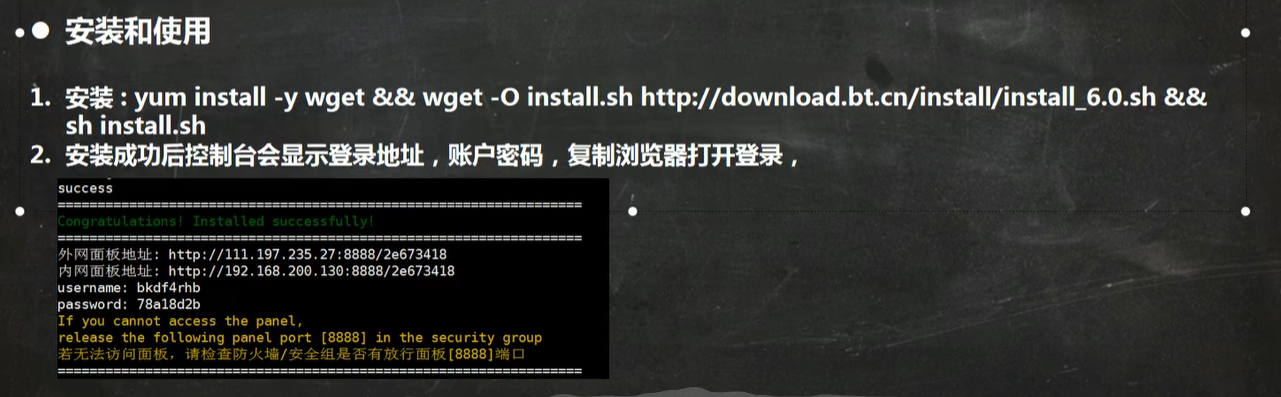 ● 安装和使用
1. 安装 : yum install -y wget && wget -O install.sh http://download.bt.cn/install/install_6.0.sh &&
sh install.sh
2. 安装成功后控制台会显示登录地址，账户密码，复制浏览器打开登录，
success
==================================================================
Congratulations! Installed successfully!
==================================================================
外网面板地址: http://111.197.235.27:8888/2e673418
内网面板地址: http://192.168.200.130:8888/2e673418
username: bkdf4rhb
password: 78a18d2b
If you cannot access the panel,
release the following panel port [8888] in the security group
若无法访问面板，请检查防火墙/安全组是否有放行面板[8888]端口
==================================================================